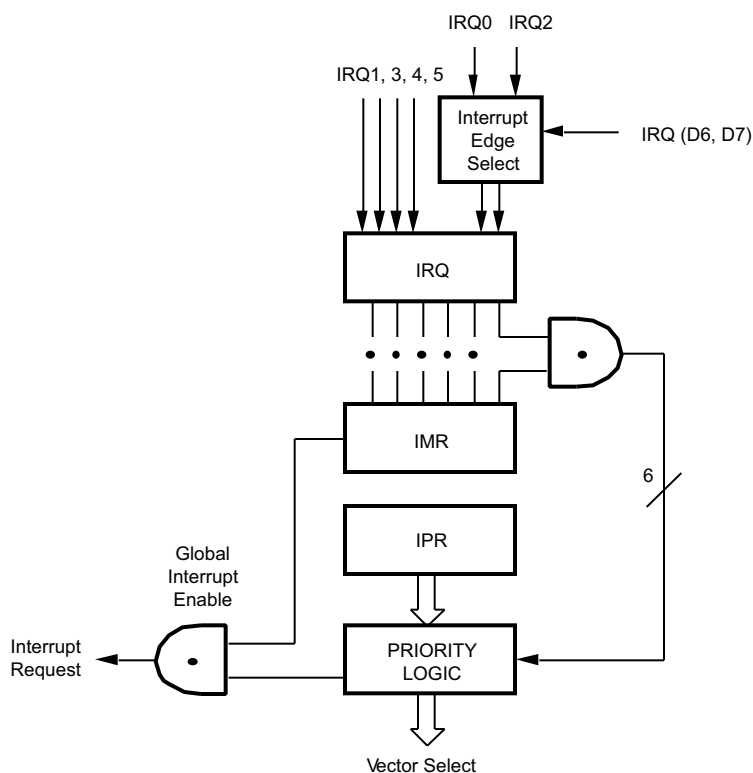 IRQ0
IRQ2
IRQ1, 3, 4, 5
Interrupt
Edge
Select
IRQ (D6, D7)
IRQ
IMR
6
IPR
Global
Interrupt
Enable
Interrupt
Request
PRIORITY
LOGIC
Vector Select